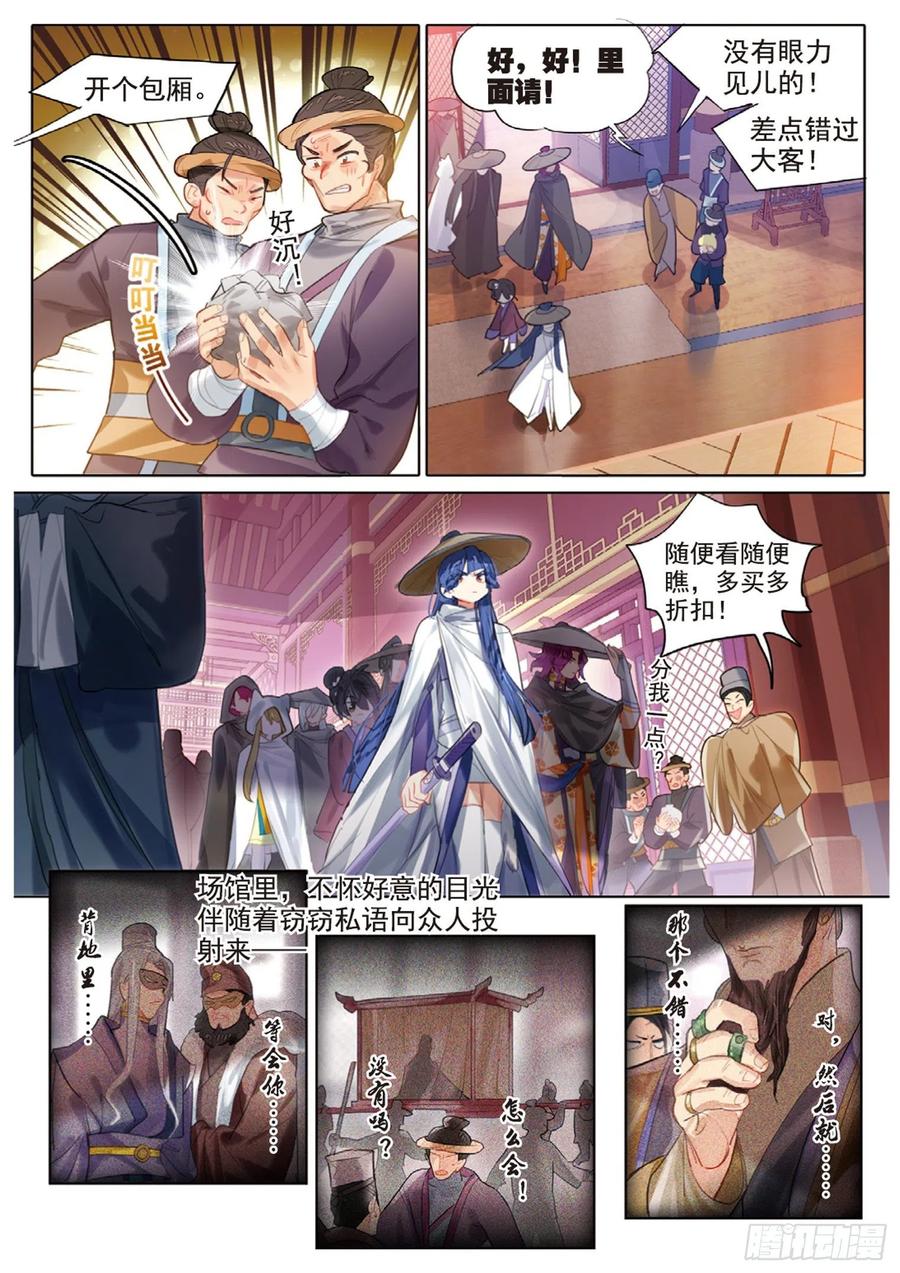 开个包厢。
好沉！
叮叮当当——
好，好！里
面请！
没有眼力
见儿的！
差点错过
大客！
随便看随便
瞧，多买多
折扣！
分我一点？
场馆里，不怀好意的目光
伴随着窃窃私语向众人投
射来——
背地里……
等会你……
没有吗？
怎么会！
那个不错……
对，然后就……
腾讯动漫